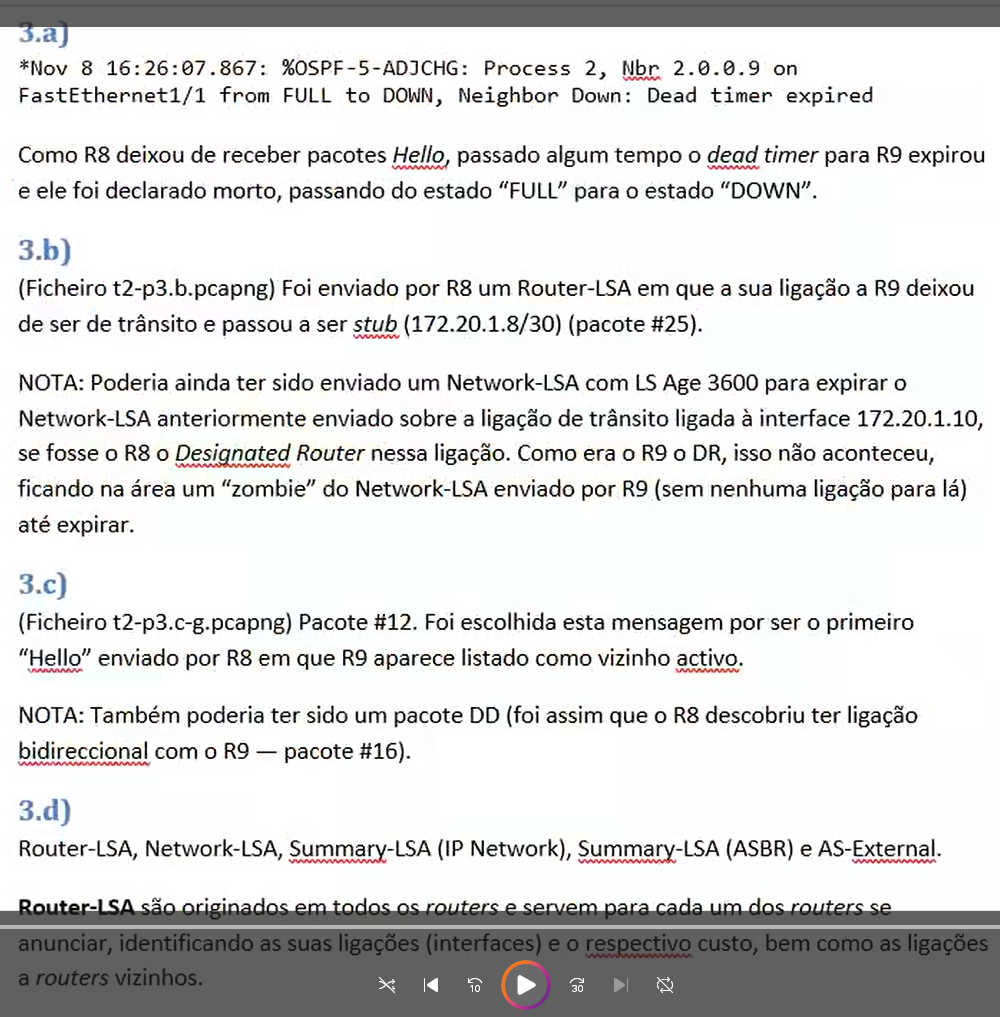 3.a)
*Nov 8 16:26:07.867: %OSPF-5-ADJCHG: Process 2, Nbr 2.0.0.9 on
FastEthernet1/1 from FULL to DOWN, Neighbor Down: Dead timer expired
Como R8 deixou de receber pacotes Hello, passado algum tempo o dead timer para R9 expirou
e ele foi declarado morto, passando do estado “FULL” para o estado “DOWN”.
3.b)
(Ficheiro t2-p3.b.pcapng) Foi enviado por R8 um Router-LSA em que a sua ligação a R9 deixou
de ser de trânsito e passou a ser stub (172.20.1.8/30) (pacote #25).
NOTA: Poderia ainda ter sido enviado um Network-LSA com LS Age 3600 para expirar o
Network-LSA anteriormente enviado sobre a ligação de trânsito ligada à interface 172.20.1.10,
se fosse o R8 o Designated Router nessa ligação. Como era o R9 o DR, isso não aconteceu,
ficando na área um “zombie” do Network-LSA enviado por R9 (sem nenhuma ligação para lá)
até expirar.
3.c)
(Ficheiro t2-p3.c-g.pcapng) Pacote #12. Foi escolhida esta mensagem por ser o primeiro
“Hello” enviado por R8 em que R9 aparece listado como vizinho activo.
NOTA: Também poderia ter sido um pacote DD (foi assim que o R8 descobriu ter ligação
bidireccional com o R9 — pacote #16).
3.d)
Router-LSA, Network-LSA, Summary-LSA (IP Network), Summary-LSA (ASBR) e AS-External.
Router-LSA são originados em todos os routers e servem para cada um dos routers se
anunciar, identificando as suas ligações (interfaces) e o respectivo custo, bem como as ligações
a routers vizinhos.
10
30